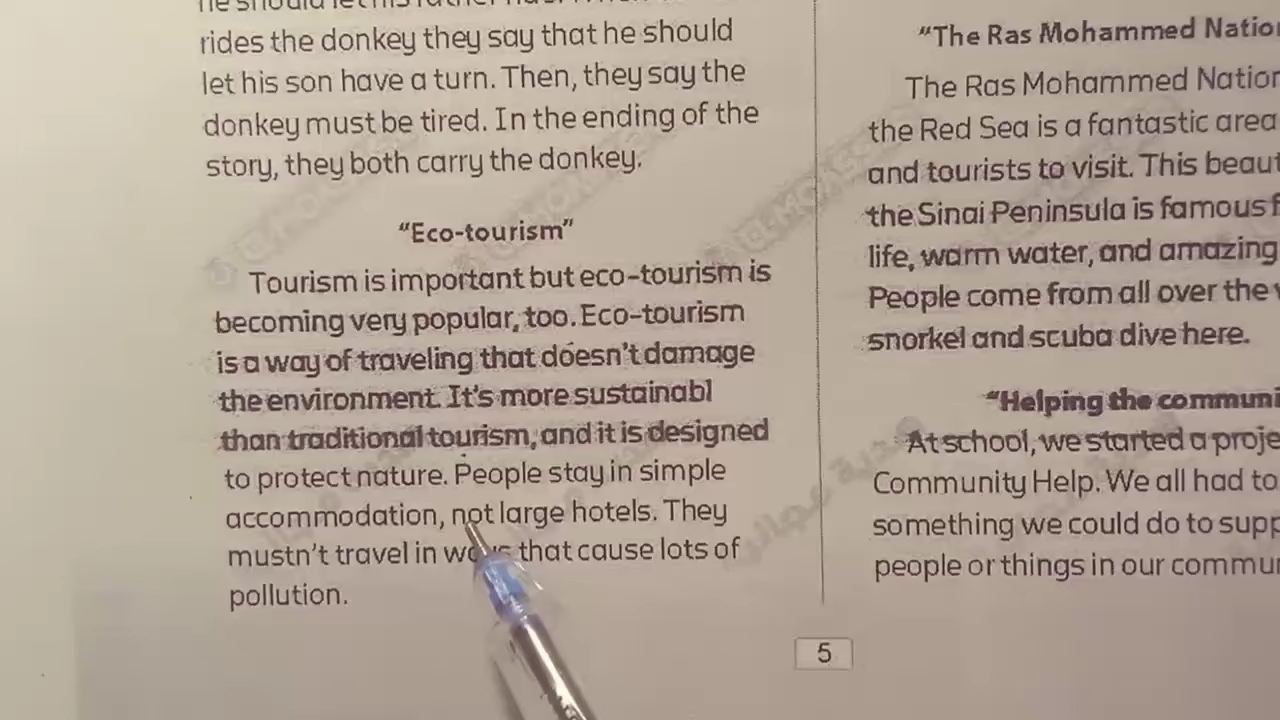 rides the donkey they say that he should
let his son have a turn. Then, they say the
donkey must be tired. In the ending of the
story, they both carry the donkey.
“Eco-tourism”
Tourism is important but eco-tourism is
becoming very popular, too. Eco-tourism
is a way of traveling that doesn't damage
the environment. It's more sustainabl
than traditional tourism, and it is designed
to protect nature. People stay in simple
accommodation, not large hotels. They
mustn't travel in that cause lots of
pollution.
“The Ras Mohammed
The Ras Mohammed
the Red Sea is a fantastic area
and tourists to visit. This
the Sinai Peninsula is famous
life, warm water, and amazing
People come from all over the
snorkel and scuba dive here.
“Helping the
At school, we started a
Community Help. We all had to
something we could do to
people or things in our
5